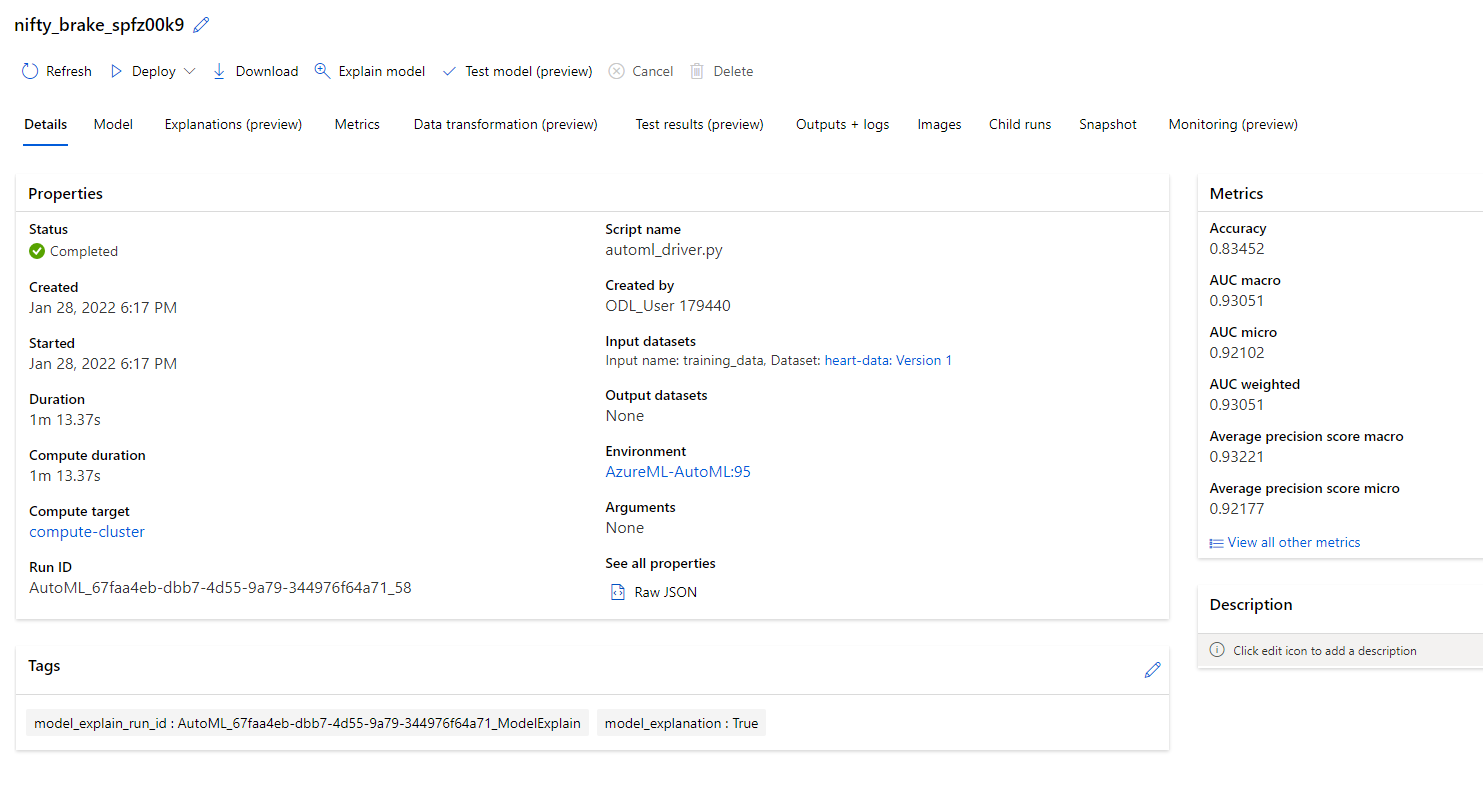 nifty_brake_spfz00k9
Refresh Deploy Download Explain model Test model (preview) Cancel Delete
Details Model Explanations (preview) Metrics Data transformation (preview) Test results (preview) Outputs + logs Images Child runs Snapshot Monitoring (preview)
Properties
Status
Completed
Created
Jan 28, 2022 6:17 PM
Started
Jan 28, 2022 6:17 PM
Duration
1m 13.37s
Compute duration
1m 13.37s
Compute target
compute-cluster
Run ID
AutoML_67faa4eb-dbb7-4d55-9a79-344976f64a71_58
Script name
automl_driver.py
Created by
ODL_User 179440
Input datasets
Input name: training_data, Dataset: heart-data: Version 1
Output datasets
None
Environment
AzureML-AutoML:95
Arguments
None
See all properties
Raw JSON
Tags
model_explain_run_id : AutoML_67faa4eb-dbb7-4d55-9a79-344976f64a71_ModelExplain model_explanation : True
Metrics
Accuracy
0.83452
AUC macro
0.93051
AUC micro
0.92102
AUC weighted
0.93051
Average precision score macro
0.93221
Average precision score micro
0.92177
View all other metrics
Description
Click edit icon to add a description